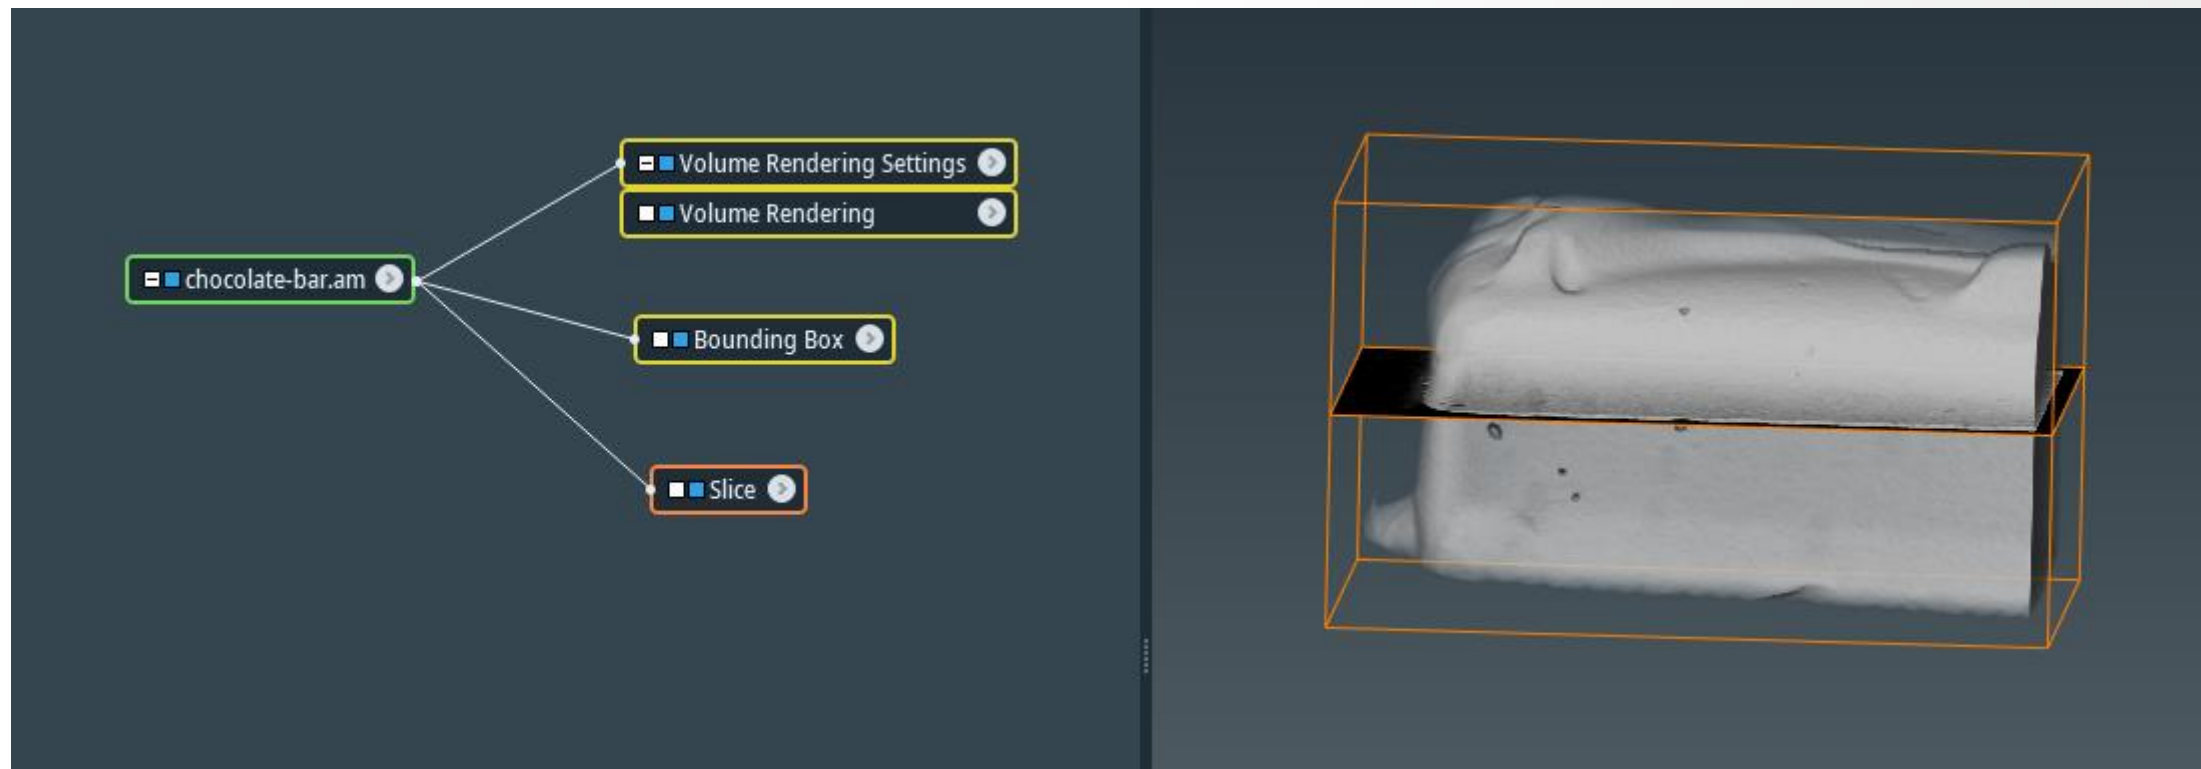 Volume Rendering Settings
Volume Rendering
chocolate-bar.am
Bounding Box
Slice